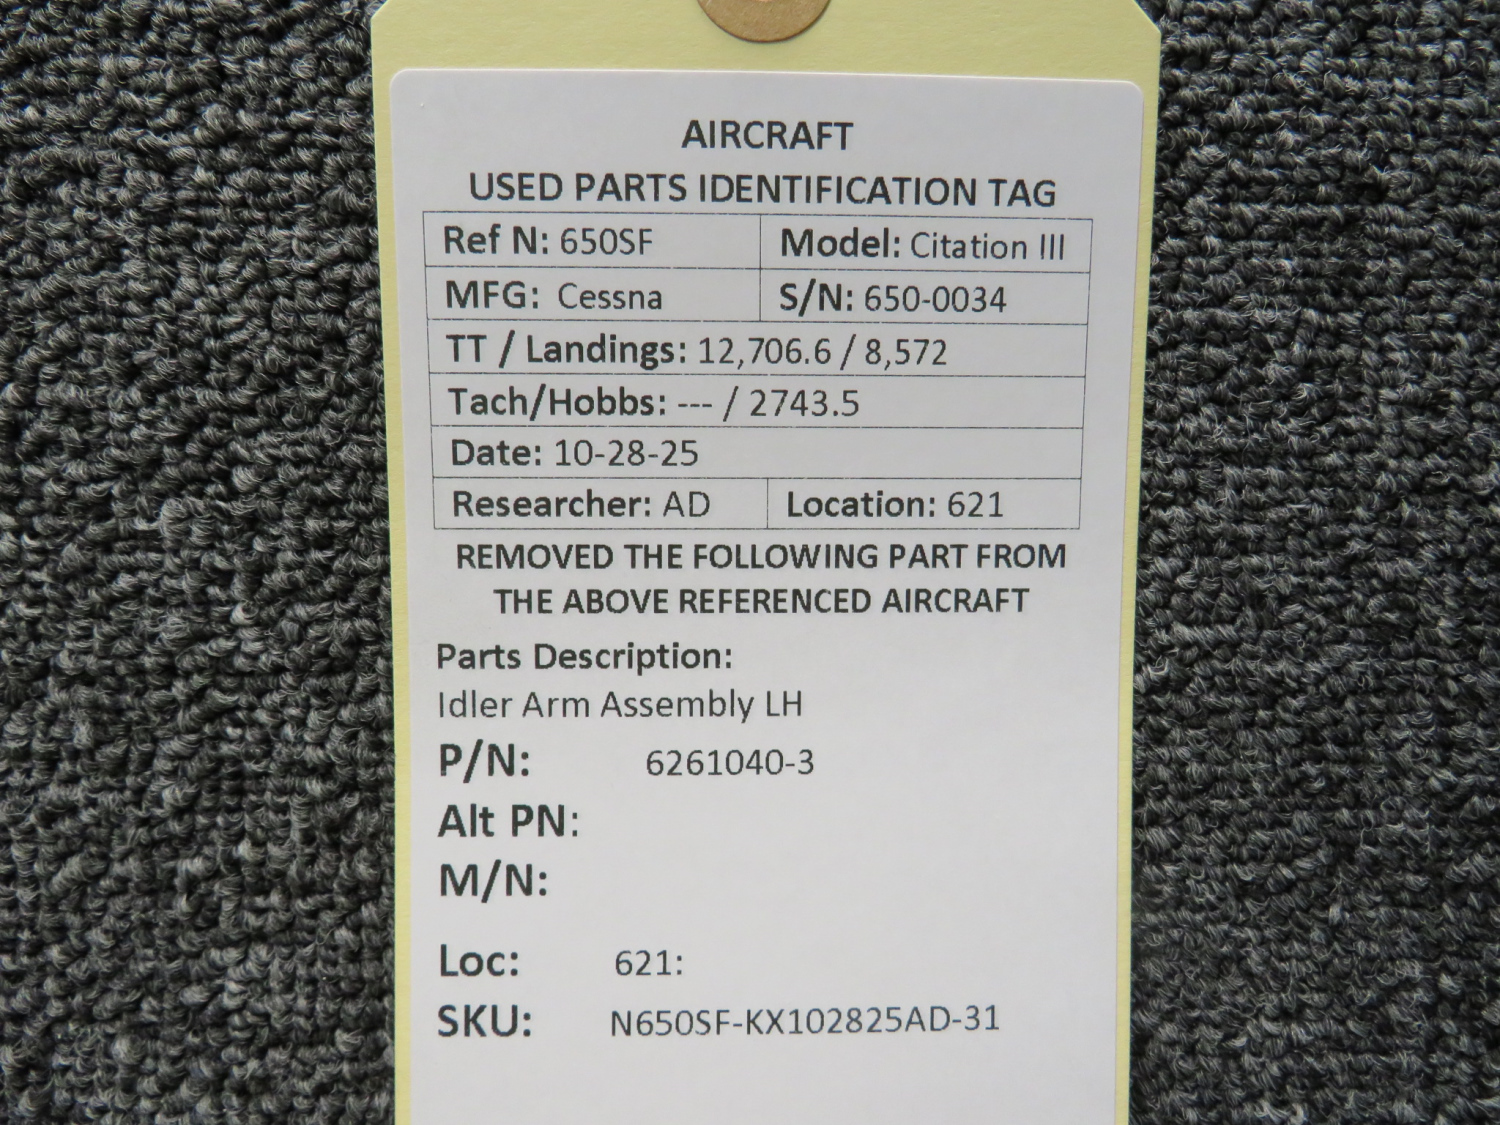 AIRCRAFT
USED PARTS IDENTIFICATION TAG
Ref N: 650SF Model: Citation III
MFG: Cessna S/N: 650-0034
TT / Landings: 12,706.6 / 8,572
Tach/Hobbs: --- / 2743.5
Date: 10-28-25
Researcher: AD Location: 621
REMOVED THE FOLLOWING PART FROM
THE ABOVE REFERENCED AIRCRAFT
Parts Description:
Idler Arm Assembly LH
P/N: 6261040-3
Alt PN:
M/N:
Loc: 621:
SKU: N650SF-KX102825AD-31